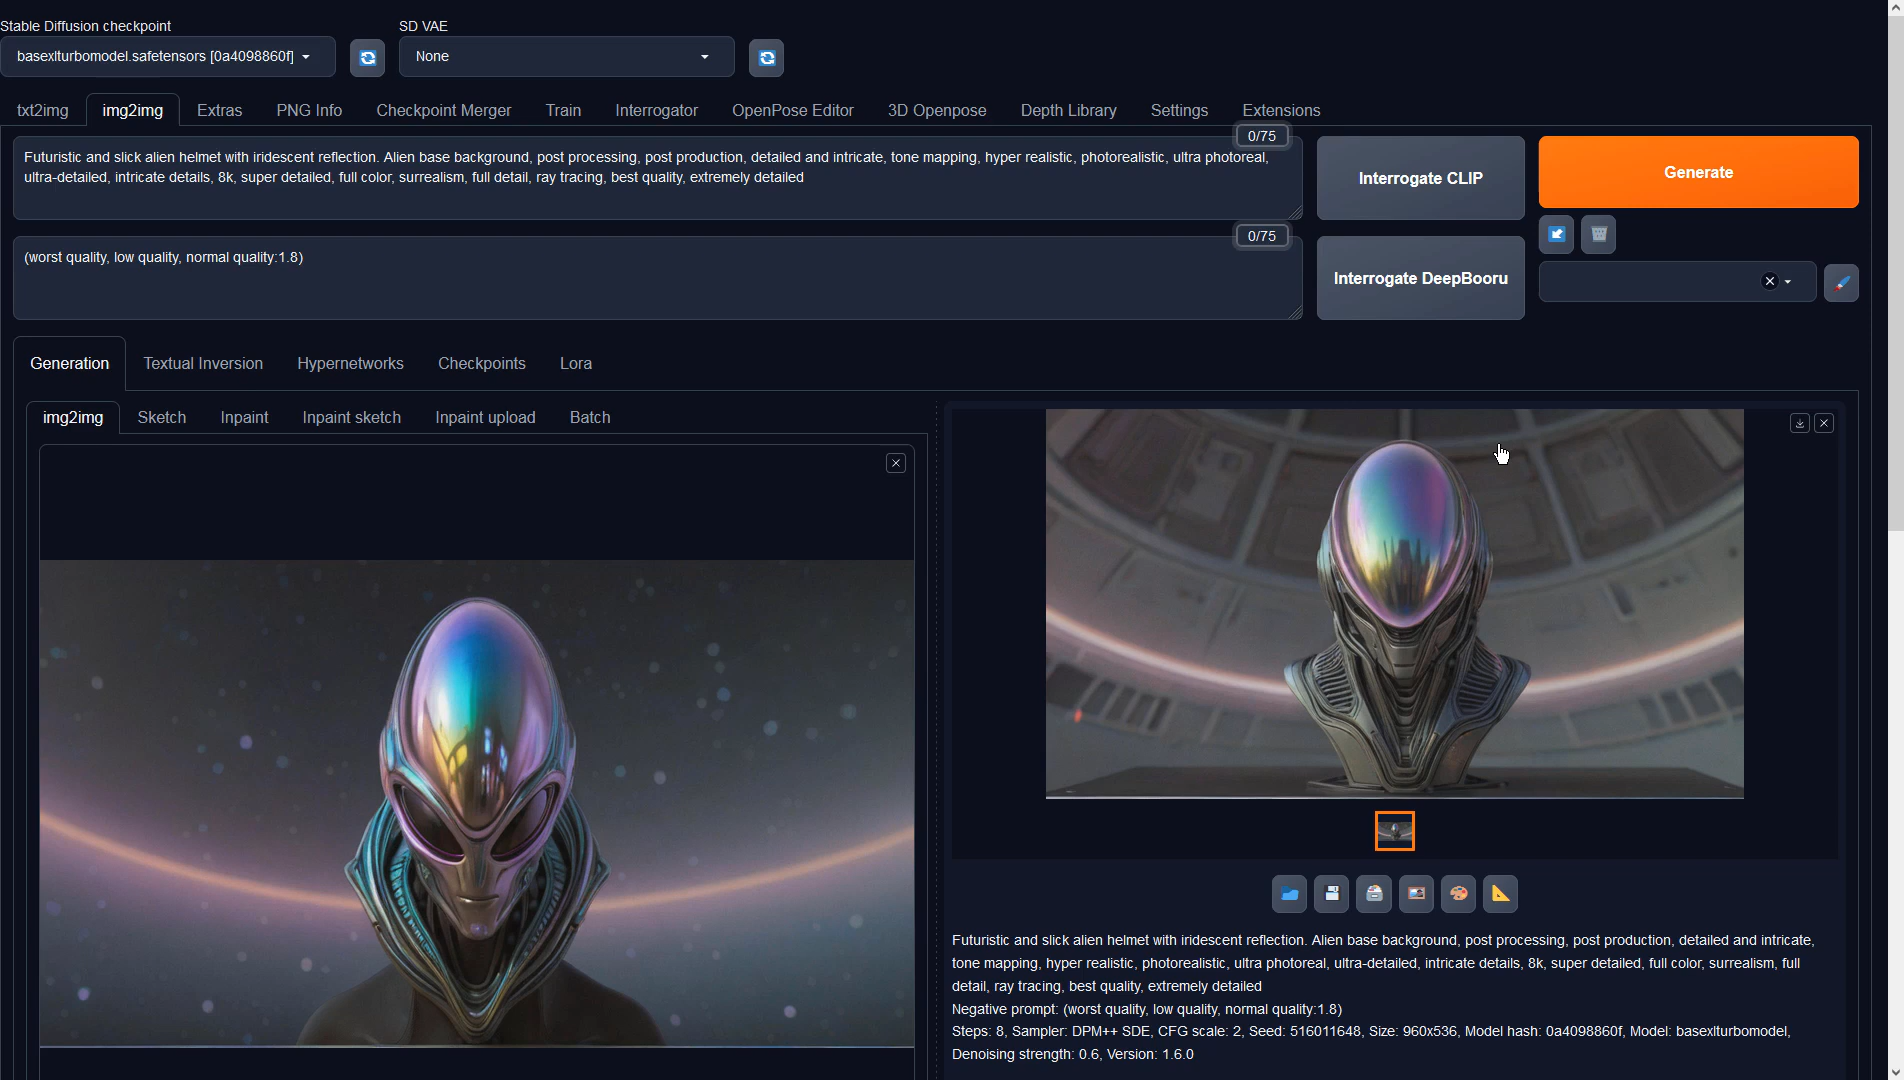 Stable Diffusion checkpoint
SD VAE
basexlturbomodel.safetensors [0a4098860f]
None
txt2img
img2img
Extras
PNG Info
Checkpoint Merger
Train
Interrogator
OpenPose Editor
3D Openpose
Depth Library
Settings
Extensions
0/75
Futuristic and slick alien helmet with iridescent reflection. Alien base background, post processing, post production, detailed and intricate, tone mapping, hyper realistic, photorealistic, ultra photoreal,
ultra-detailed, intricate details, 8k, super detailed, full color, surrealism, full detail, ray tracing, best quality, extremely detailed
Interrogate CLIP
Generate
0/75
(worst quality, low quality, normal quality:1.8)
Interrogate DeepBooru
Generation
Textual Inversion
Hypernetworks
Checkpoints
Lora
img2img
Sketch
Inpaint
Inpaint sketch
Inpaint upload
Batch
Futuristic and slick alien helmet with iridescent reflection. Alien base background, post processing, post production, detailed and intricate,
tone mapping, hyper realistic, photorealistic, ultra photoreal, ultra-detailed, intricate details, 8k, super detailed, full color, surrealism, full
detail, ray tracing, best quality, extremely detailed
Negative prompt: (worst quality, low quality, normal quality:1.8)
Steps: 8, Sampler: DPM++ SDE, CFG scale: 2, Seed: 516011648, Size: 960x536, Model hash: 0a4098860f, Model: basexlturbomodel,
Denoising strength: 0.6, Version: 1.6.0